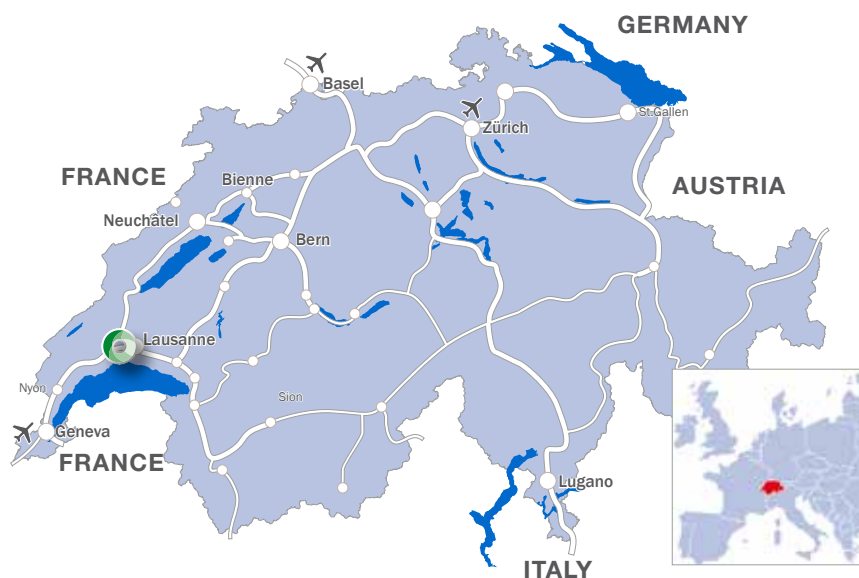 GERMANY
Basel
St.Gallen
Zürich
FRANCE
Bienne
AUSTRIA
Neuchâtel
Bern
Lausanne
Nyon
Sion
Geneva
FRANCE
Lugano
ITALY